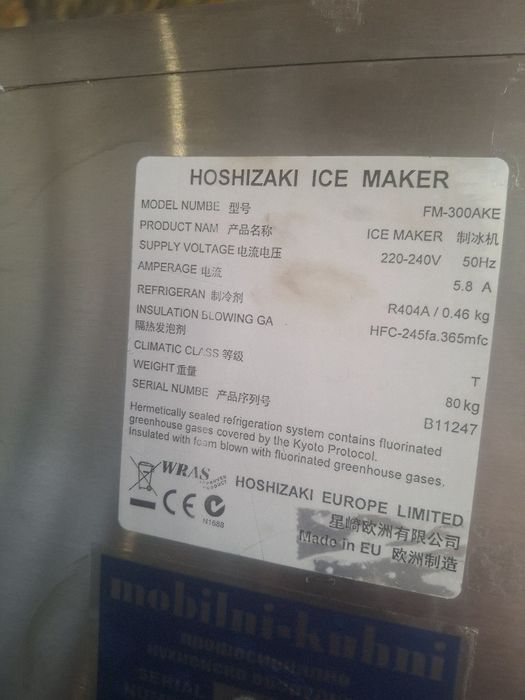 HOSHIZAKI ICE MAKER
MODEL NUMBE 型号 FM-300AKE
PRODUCT NAM 产品名称 ICE MAKER 制冰机
SUPPLY VOLTAGE 电流电压 220-240V 50Hz
AMPERAGE 电流 5.8 A
REFRIGERAN 制冷剂 R404A / 0.46 kg
INSULATION BLOWING GA HFC-245fa.365mfc
隔热发泡剂
CLIMATIC CLASS 等级 T
WEIGHT 重量 80 kg
SERIAL NUMBE 产品序列号 B11247
Hermetically sealed refrigeration system contains fluorinated
greenhouse gases covered by the Kyoto Protocol.
Insulated with foam blown with fluorinated greenhouse gases.
WRAS APPROVED PRODUCT
HOSHIZAKI EUROPE LIMITED
CE N1688
星崎欧洲有限公司
Made in EU 欧洲制造
mobilni-kuhni
SERIAL